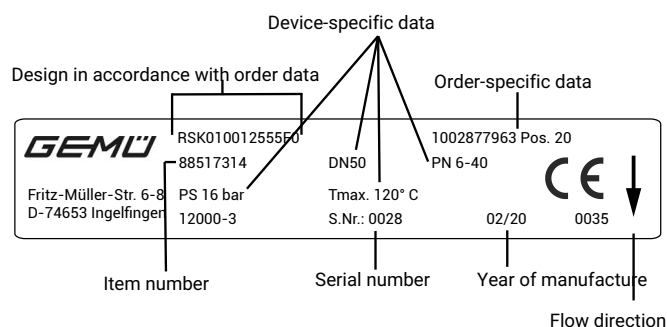 Device-specific data
Design in accordance with order data
Order-specific data
GEMÜ
RSK010012555F0
1002877963 Pos. 20
88517314
DN50
PN 6-40
CE
Fritz-Müller-Str. 6-8
D-74653 Ingelfingen
PS 16 bar
Tmax. 120° C
12000-3
S.Nr.: 0028
02/20
0035
Item number
Serial number
Year of manufacture
Flow direction